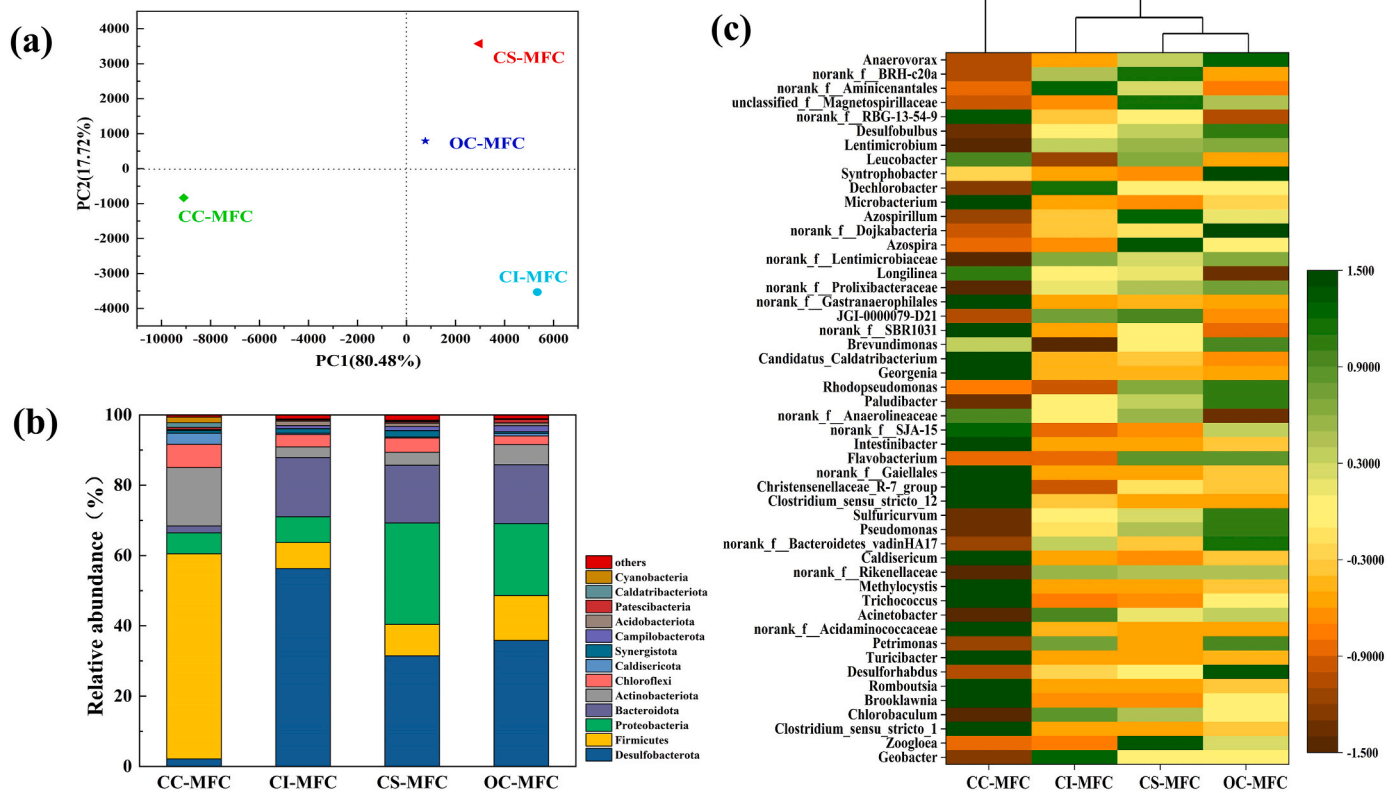 (a)
4000
3000
2000
1000
0
-1000
-2000
-3000
-4000
PC2(17.72%)
CS-MFC
OC-MFC
CC-MFC
CI-MFC
-10000 -8000 -6000 -4000 -2000 0 2000 4000 6000
PC1(80.48%)
(b)
100
80
60
40
20
0
Relative abundance (%)
CC-MFC CI-MFC CS-MFC OC-MFC
others
Cyanobacteria
Caldatribacteriota
Patescibacteria
Acidobacteriota
Campilobacterota
Synergistota
Caldisericota
Chloroflexi
Actinobacteriota
Bacteroidota
Proteobacteria
Firmicutes
Desulfobacterota
(c)
Anaerovorax
norank_f__BRH-c20a
norank_f__Aminicenantales
unclassified_f__Magnetospirillaceae
norank_f__RBG-13-54-9
Desulfobulbus
Lentimicrobium
Leucobacter
Syntrophobacter
Dechlorobacter
Microbacterium
Azospirillum
norank_f__Dojkabacteria
Azospira
norank_f__Lentimicrobiaceae
Longilinea
norank_f__Prolixibacteraceae
norank_f__Gastranaerophilales
JGI-0000079-D21
norank_f__SBR1031
Brevundimonas
Candidatus_Caldatribacterium
Georgenia
Rhodopseudomonas
Paludibacter
norank_f__Anaerolineaceae
norank_f__SJA-15
Intestinibacter
Flavobacterium
norank_f__Gaiellales
Christensenellaceae_R-7_group
Clostridium_sensu_stricto_12
Sulfuricurvum
Pseudomonas
norank_f__Bacteroidetes_vadinHA17
Caldisericum
norank_f__Rikenellaceae
Methylocystis
Trichococcus
Acinetobacter
norank_f__Acidaminococcaceae
Petrimonas
Turicibacter
Desulforhabdus
Romboutsia
Brooklawnia
Chlorobaculum
Clostridium_sensu_stricto_1
Zoogloea
Geobacter
CC-MFC CI-MFC CS-MFC OC-MFC
1.500
0.9000
0.3000
-0.3000
-0.9000
-1.500